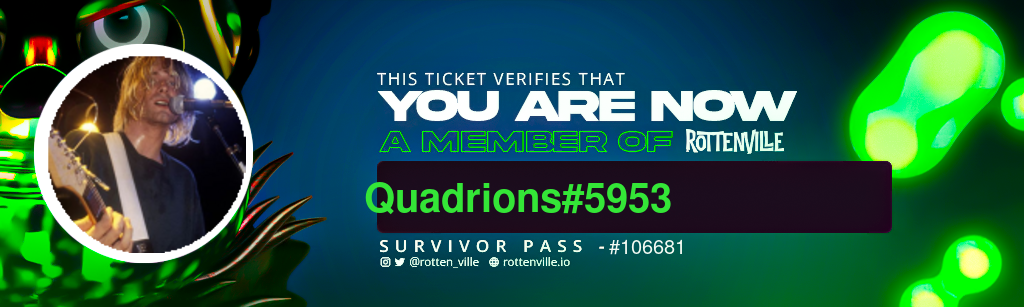 THIS TICKET VERIFIES THAT
YOU ARE NOW
A MEMBER OF ROTTENVILLE
Quadrions#5953
SURVIVOR PASS - #106681
@rotten_ville rottenville.io